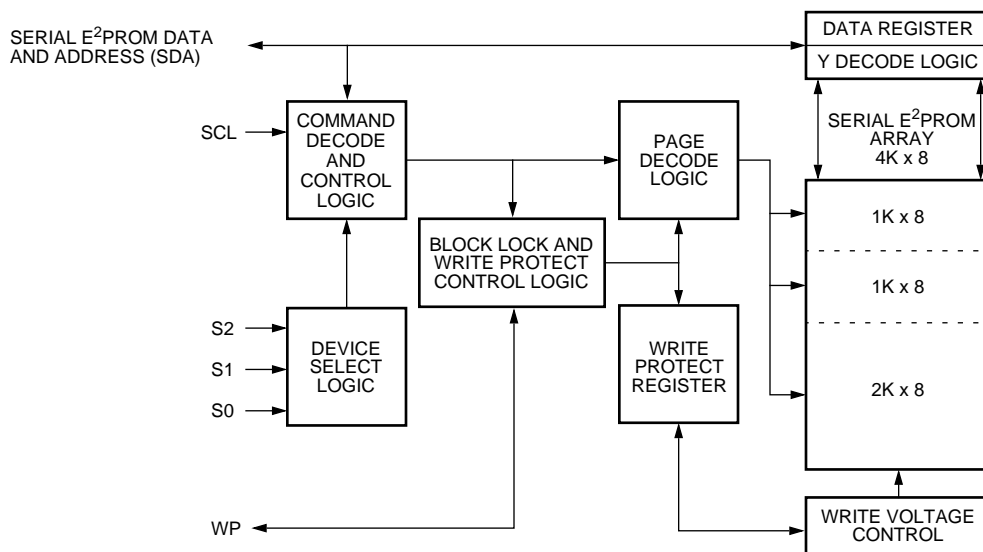 SERIAL E²PROM DATA
AND ADDRESS (SDA)
DATA REGISTER
Y DECODE LOGIC
SCL
COMMAND
DECODE
AND
CONTROL
LOGIC
PAGE
DECODE
LOGIC
SERIAL E²PROM
ARRAY
4K x 8
1K x 8
BLOCK LOCK AND
WRITE PROTECT
CONTROL LOGIC
1K x 8
S2
S1
S0
DEVICE
SELECT
LOGIC
WRITE
PROTECT
REGISTER
2K x 8
WP
WRITE VOLTAGE
CONTROL